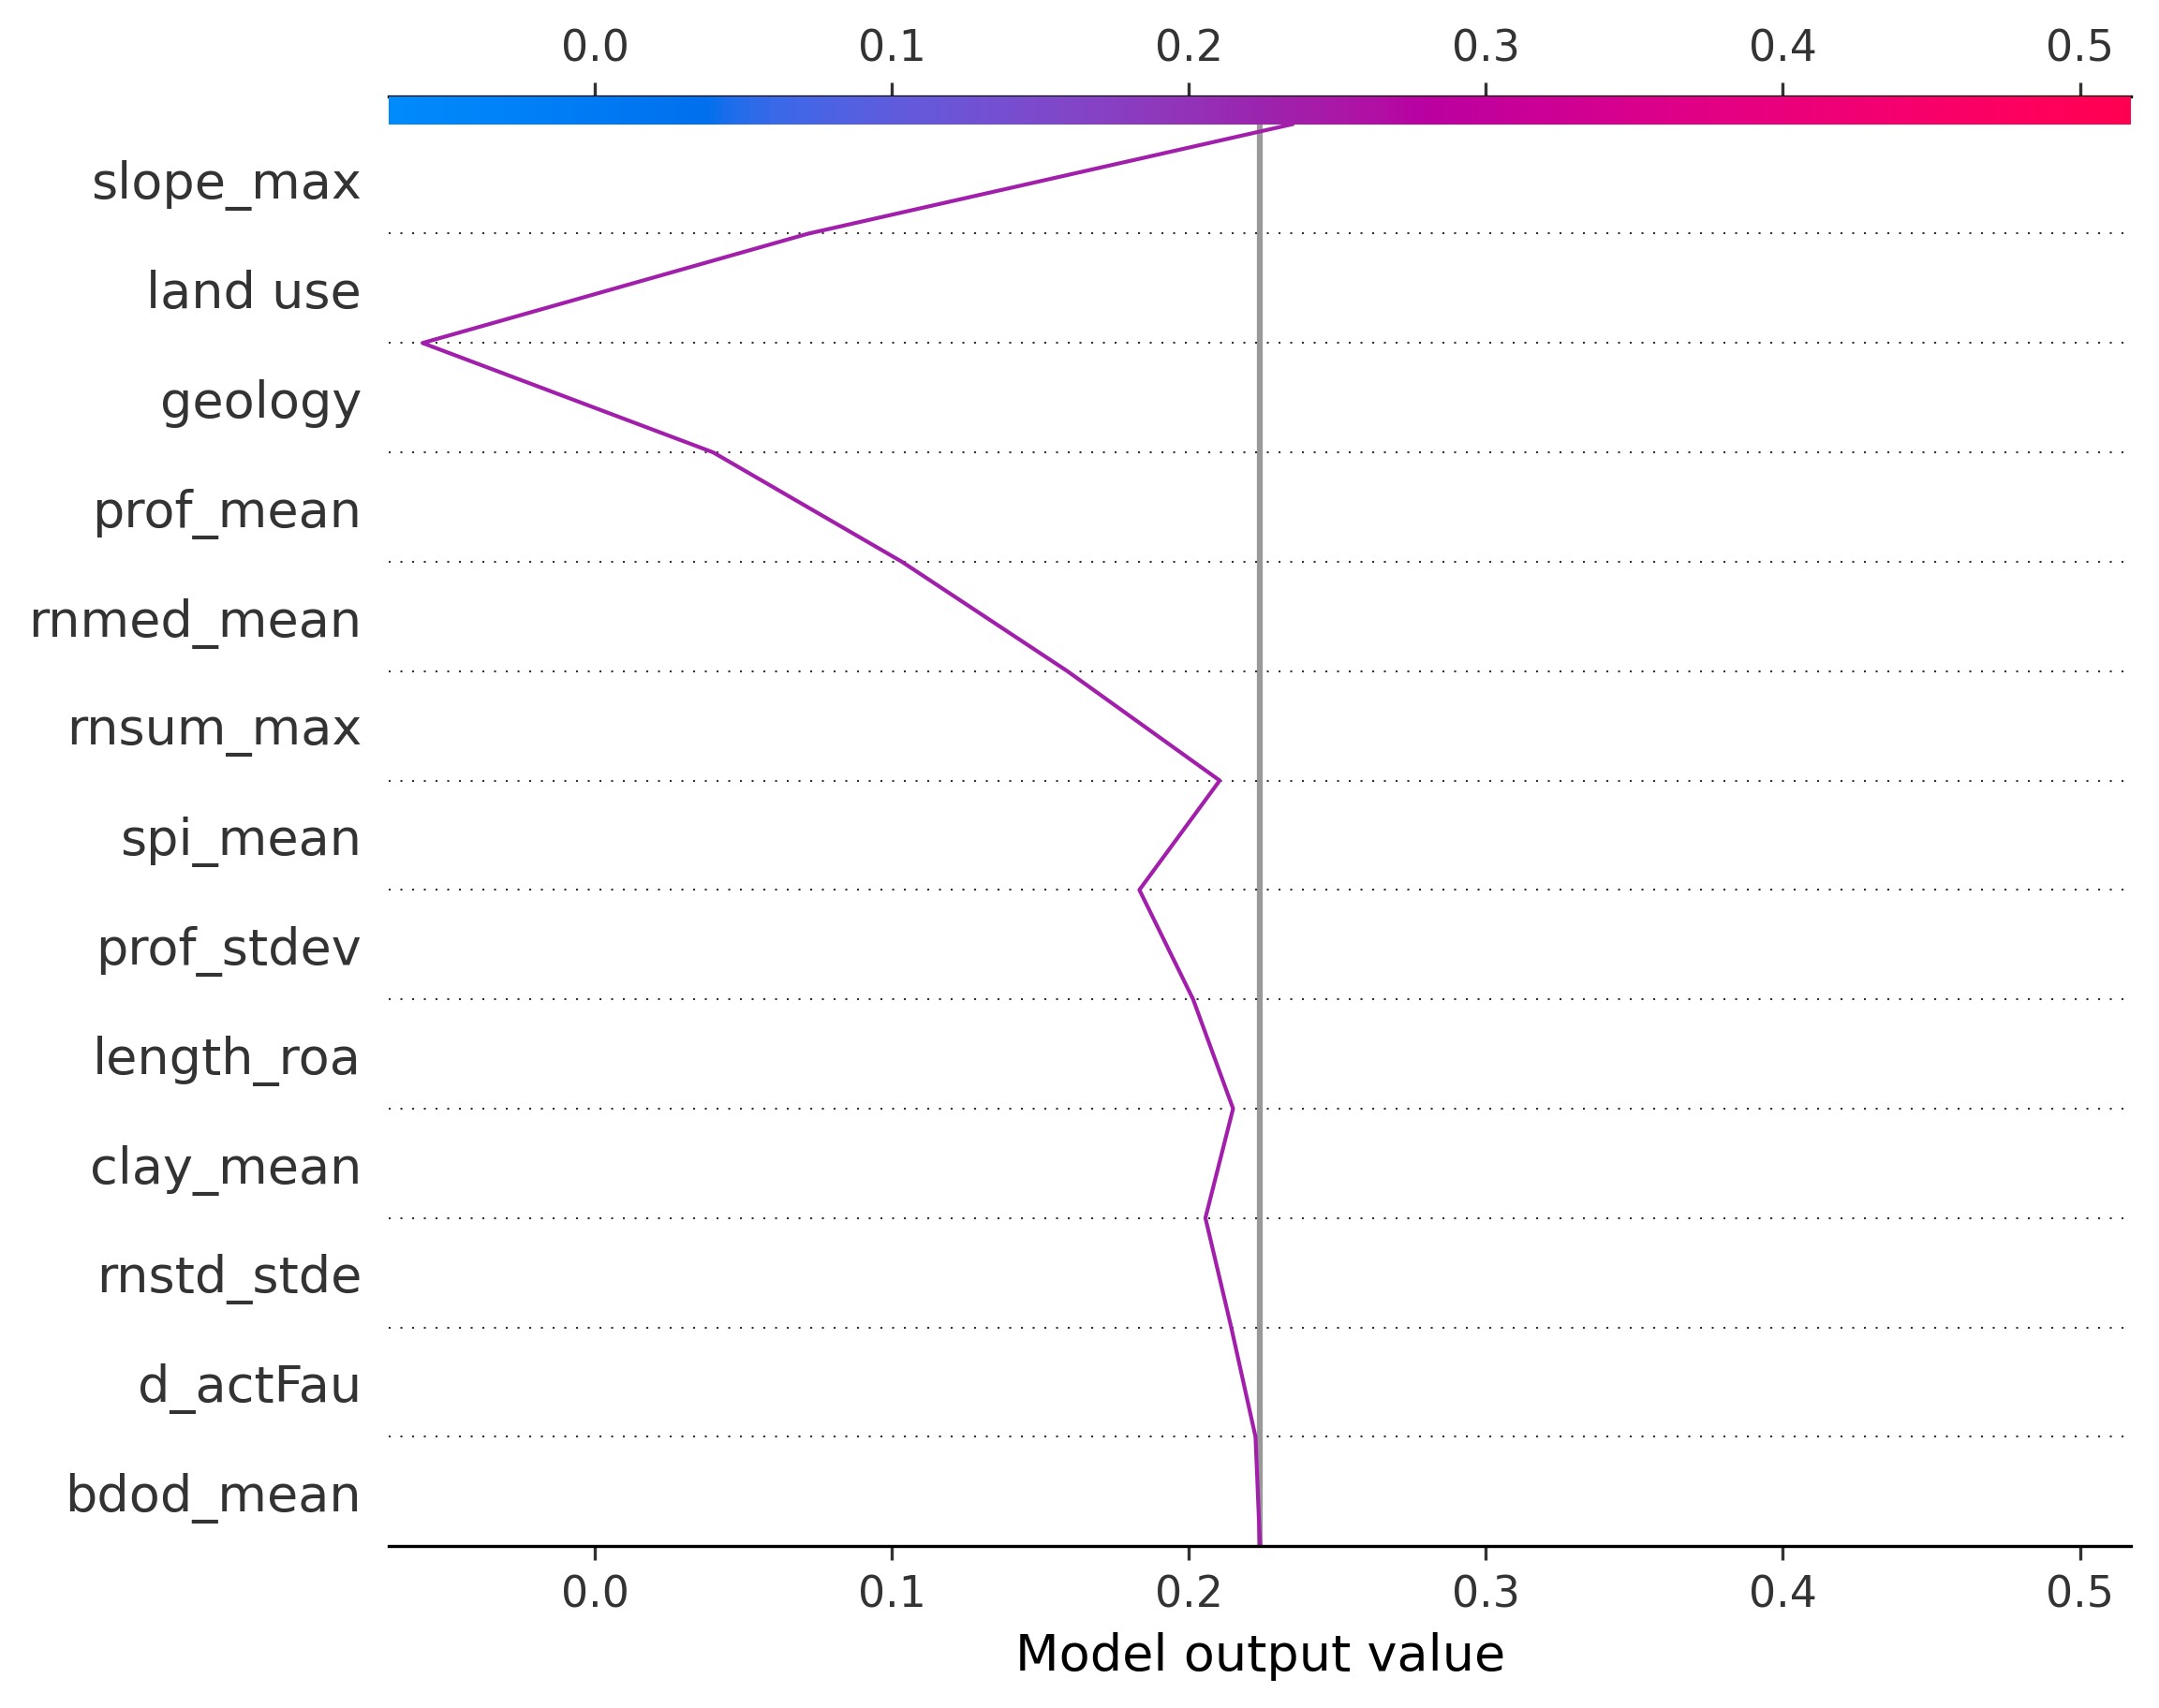 0.0 0.1 0.2 0.3 0.4 0.5
slope_max
land use
geology
prof_mean
rnmed_mean
rnsum_max
spi_mean
prof_stdev
length_roa
clay_mean
rnstd_stde
d_actFau
bdod_mean
0.0 0.1 0.2 0.3 0.4 0.5
Model output value